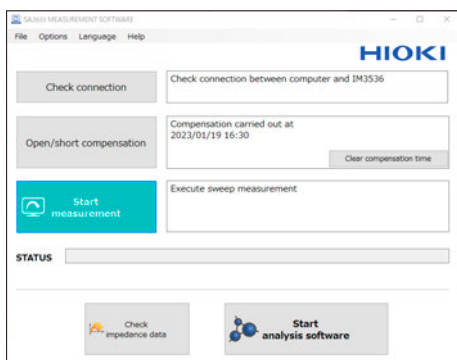 SA2633 MEASUREMENT SOFTWARE
File Options Language Help
HIOKI
Check connection
Check connection between computer and IM3536
Open/short compensation
Compensation carried out at
2023/01/19 16:30
Clear compensation time
Start
measurement
Execute sweep measurement
STATUS
Check
impedance data
Start
analysis software